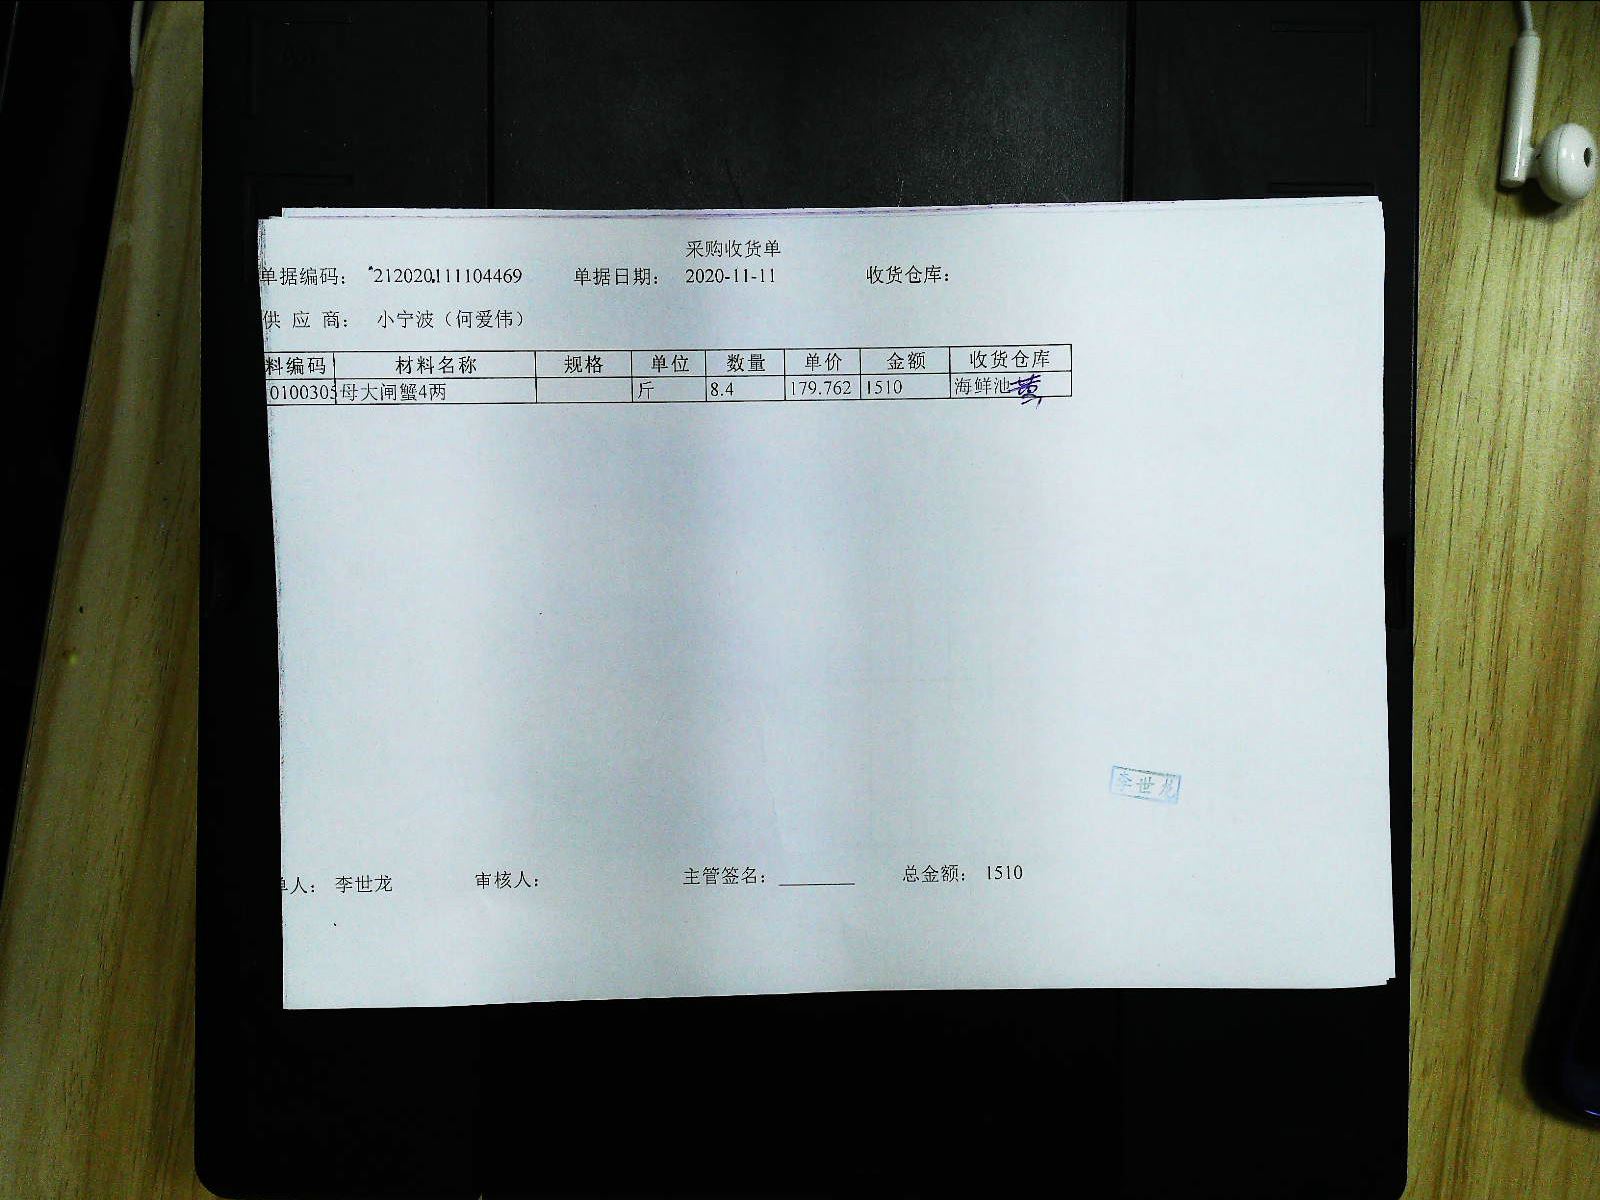 采购收货单
单据编码： 212020111104469 单据日期： 2020-11-11 收货仓库：
供 应 商： 小宁波（何爱伟）
料编码 材料名称 规格 单位 数量 单价 金额 收货仓库
0100305 母大闸蟹4两 斤 8.4 179.762 1510 海鲜池
李世龙
单人： 李世龙 审核人： 主管签名： ________ 总金额： 1510